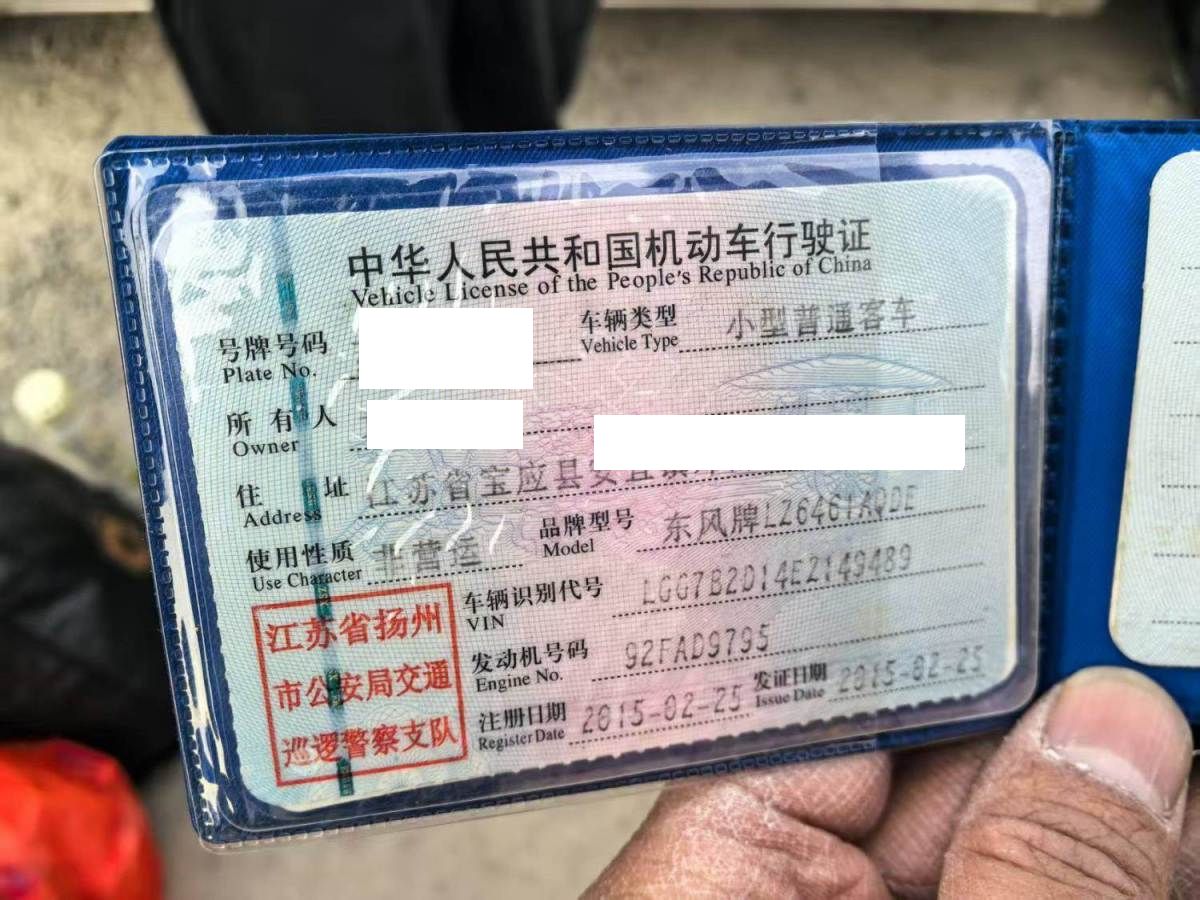 中华人民共和国机动车行驶证
Vehicle License of the People's Republic of China
号牌号码
Plate No.
车辆类型 小型普通客车
Vehicle Type
所有人
Owner
住址 江苏省宝应县安宜镇
Address
使用性质 非营运
Use Character
品牌型号 东风牌LZ6461AQDE
Model
车辆识别代号 LGG7B2D14EZ149489
VIN
发动机号码 92FAD9795
Engine No.
注册日期 2015-02-25
Register Date
发证日期 2015-02-25
Issue Date
江苏省扬州
市公安局交通
巡逻警察支队